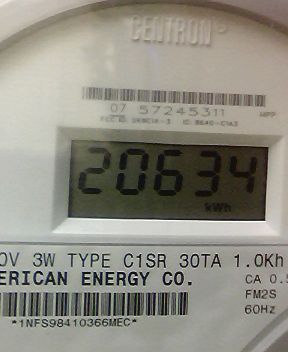 CENTRON
07 57245311
20634
kWh
0V 3W TYPE C1SR 30TA 1.0Kh
ERICAN ENERGY CO.
CA 0.5
FM2S
60Hz
*1NFS98410366MEC*